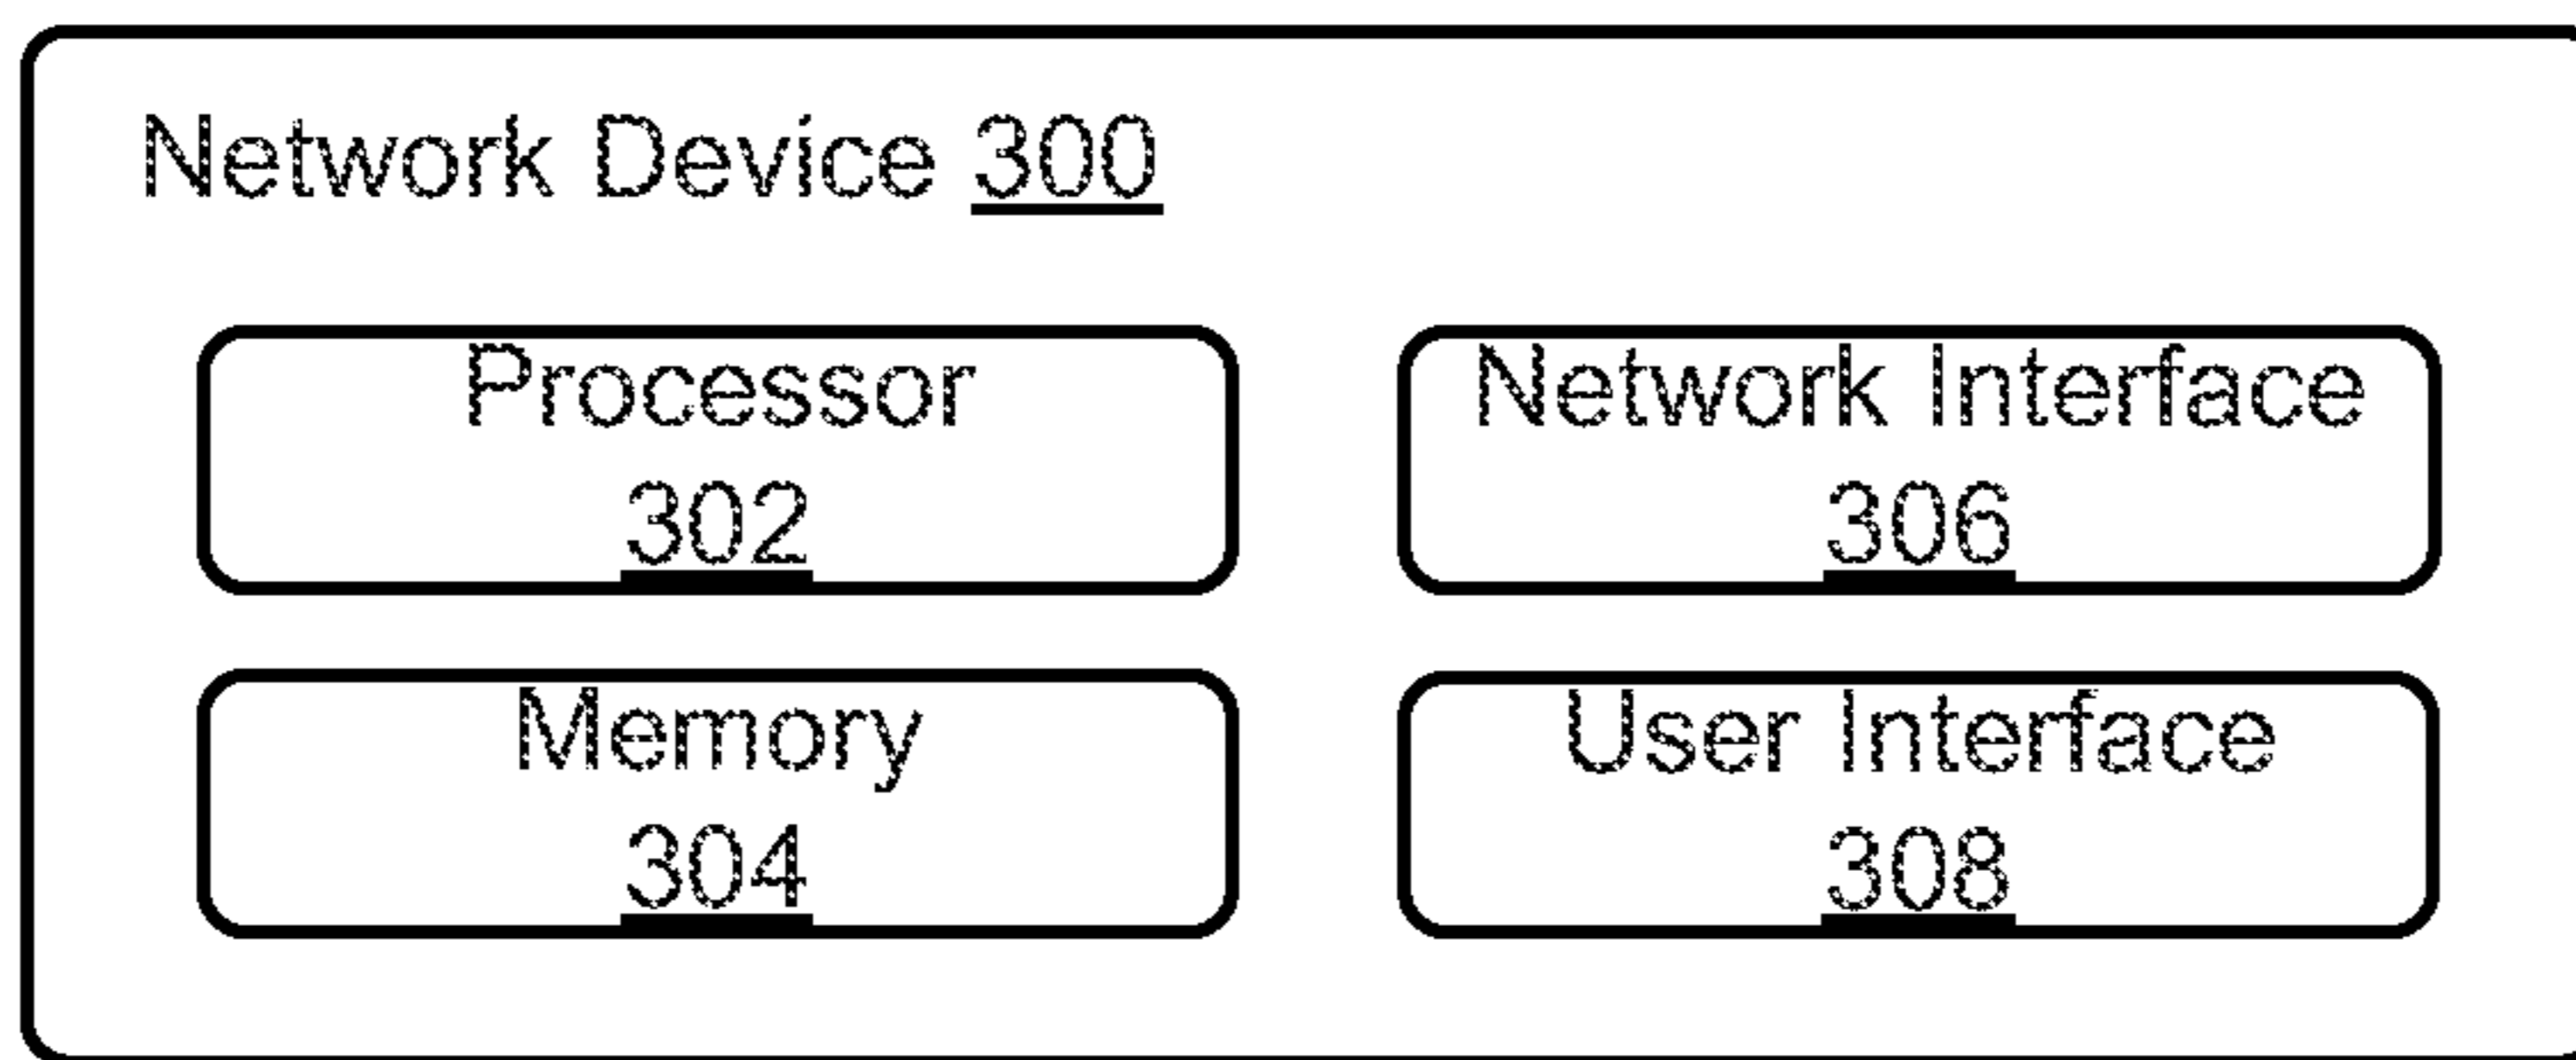 Network Device 300
Processor
302
Network Interface
306
Memory
304
User Interface
308